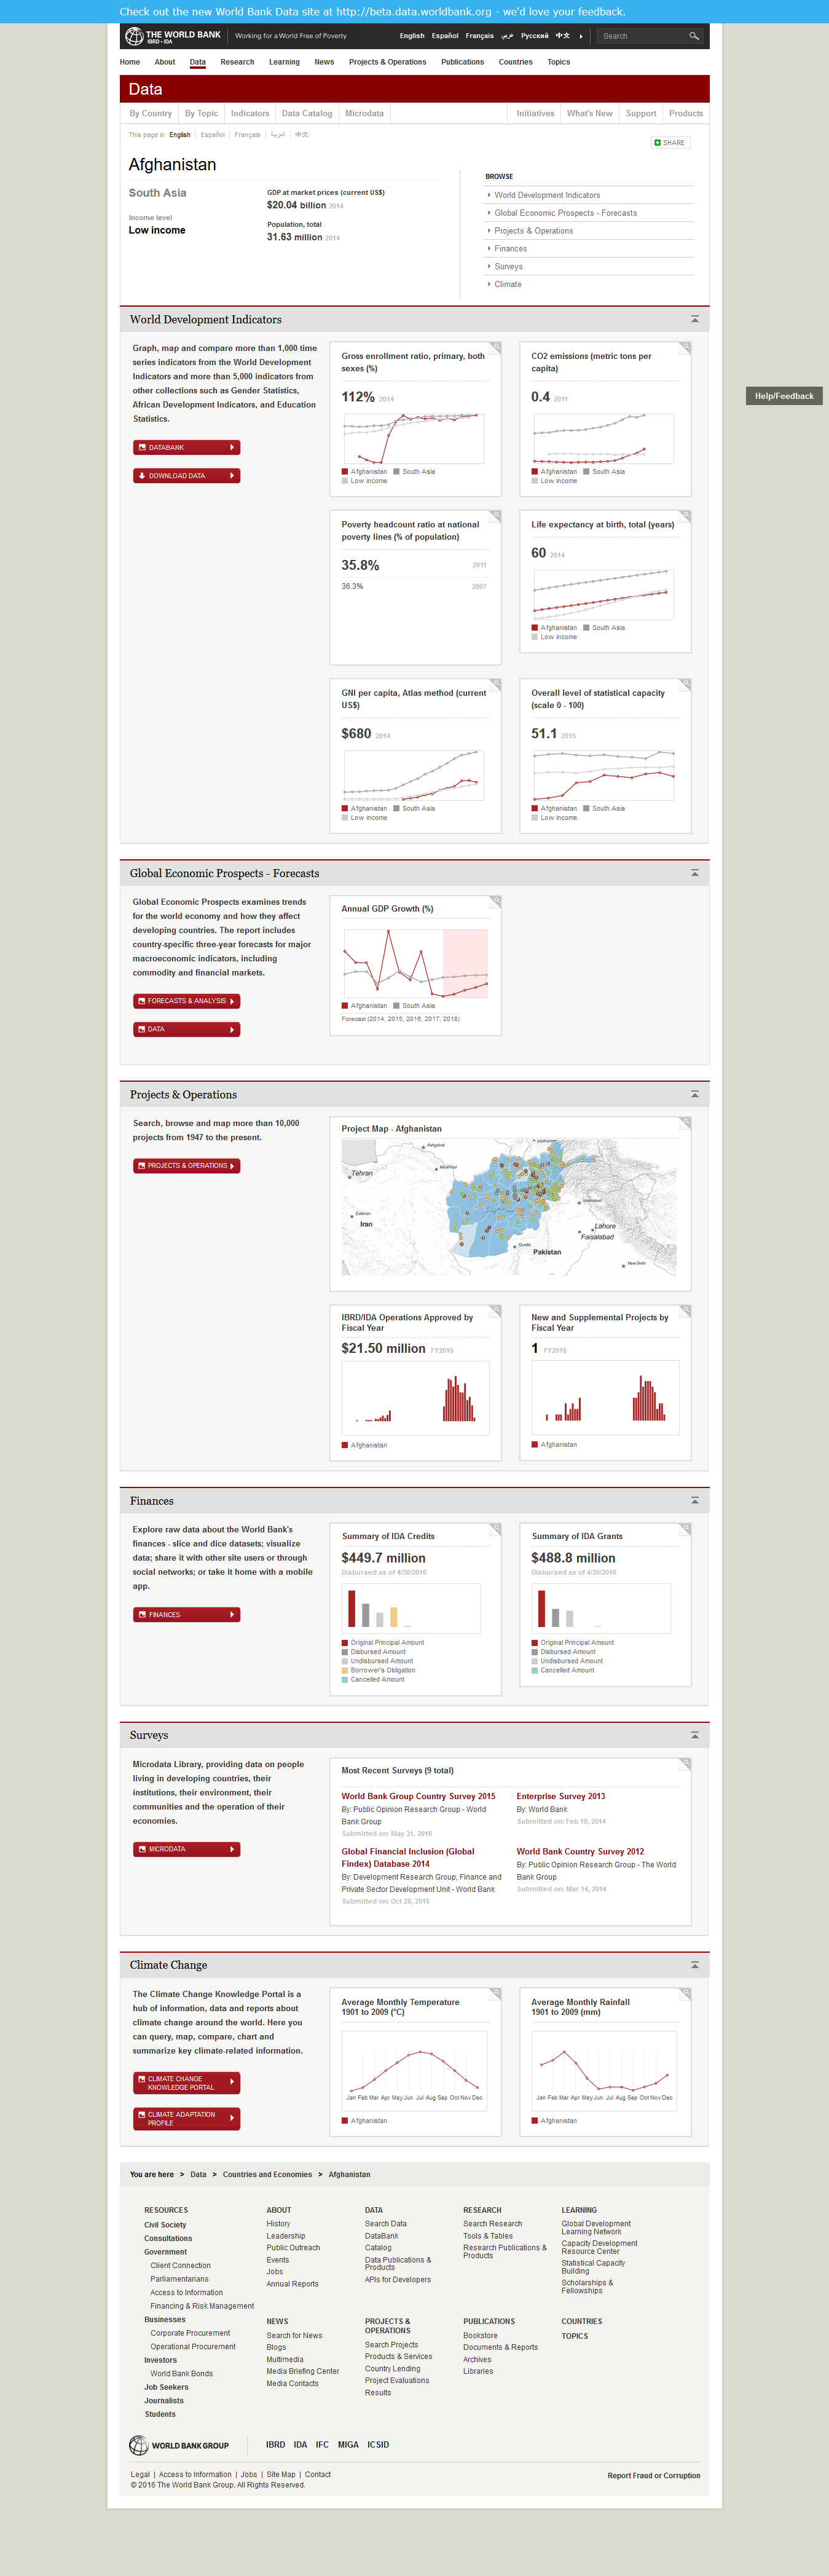 Check out the new World Bank Data site at http://beta.data.worldbank.org - we'd love your feedback.
THE WORLD BANK
IBRD • IDA
Working for a World Free of Poverty
English Español Français عربي Русский 中文
Search
Home About Data Research Learning News Projects & Operations Publications Countries Topics
Data
By Country By Topic Indicators Data Catalog Microdata Initiatives What's New Support Products
This page in English Español Français العربية 中文
SHARE
Afghanistan
South Asia
Income level
Low income
GDP at market prices (current US$)
$20.04 billion 2014
Population, total
31.63 million 2014
BROWSE
World Development Indicators
Global Economic Prospects - Forecasts
Projects & Operations
Finances
Surveys
Climate
Help/Feedback
World Development Indicators
Graph, map and compare more than 1,000 time
series indicators from the World Development
Indicators and more than 5,000 indicators from
other collections such as Gender Statistics,
African Development Indicators, and Education
Statistics.
DATABANK
DOWNLOAD DATA
Gross enrollment ratio, primary, both
sexes (%)
112% 2014
Afghanistan South Asia
Low income
CO2 emissions (metric tons per
capita)
0.4 2011
Afghanistan South Asia
Low income
Poverty headcount ratio at national
poverty lines (% of population)
35.8% 2011
36.3% 2007
Life expectancy at birth, total (years)
60 2014
Afghanistan South Asia
Low income
GNI per capita, Atlas method (current
US$)
$680 2014
Afghanistan South Asia
Low income
Overall level of statistical capacity
(scale 0 - 100)
51.1 2015
Afghanistan South Asia
Low income
Global Economic Prospects - Forecasts
Global Economic Prospects examines trends
for the world economy and how they affect
developing countries. The report includes
country-specific three-year forecasts for major
macroeconomic indicators, including
commodity and financial markets.
FORECASTS & ANALYSIS
DATA
Annual GDP Growth (%)
Afghanistan South Asia
Forecast (2014, 2015, 2016, 2017, 2018)
Projects & Operations
Search, browse and map more than 10,000
projects from 1947 to the present.
PROJECTS & OPERATIONS
Project Map - Afghanistan
Ashgabat
Mashhad
Tehran
Esfahan
Iran
Islamabad
Lahore
Faisalabad
Quetta
Pakistan
New Delhi
IBRD/IDA Operations Approved by
Fiscal Year
$21.50 million FY2015
Afghanistan
New and Supplemental Projects by
Fiscal Year
1 FY2015
Afghanistan
Finances
Explore raw data about the World Bank's
finances - slice and dice datasets; visualize
data; share it with other site users or through
social networks; or take it home with a mobile
app.
FINANCES
Summary of IDA Credits
$449.7 million
Disbursed as of 4/30/2016
Original Principal Amount
Disbursed Amount
Undisbursed Amount
Borrower's Obligation
Cancelled Amount
Summary of IDA Grants
$488.8 million
Disbursed as of 4/30/2016
Original Principal Amount
Disbursed Amount
Undisbursed Amount
Cancelled Amount
Surveys
Microdata Library, providing data on people
living in developing countries, their
institutions, their environment, their
communities and the operation of their
economies.
MICRODATA
Most Recent Surveys (9 total)
World Bank Group Country Survey 2015
By: Public Opinion Research Group - World
Bank Group
Submitted on: May 31, 2016
Enterprise Survey 2013
By: World Bank
Submitted on: Feb 19, 2014
Global Financial Inclusion (Global
Findex) Database 2014
By: Development Research Group, Finance and
Private Sector Development Unit - World Bank
Submitted on: Oct 28, 2015
World Bank Country Survey 2012
By: Public Opinion Research Group - The World
Bank Group
Submitted on: Mar 14, 2014
Climate Change
The Climate Change Knowledge Portal is a
hub of information, data and reports about
climate change around the world. Here you
can query, map, compare, chart and
summarize key climate-related information.
CLIMATE CHANGE
KNOWLEDGE PORTAL
CLIMATE ADAPTATION
PROFILE
Average Monthly Temperature
1901 to 2009 (°C)
Jan Feb Mar Apr May Jun Jul Aug Sep Oct Nov Dec
Afghanistan
Average Monthly Rainfall
1901 to 2009 (mm)
Jan Feb Mar Apr May Jun Jul Aug Sep Oct Nov Dec
Afghanistan
You are here > Data > Countries and Economies > Afghanistan
RESOURCES
Civil Society
Consultations
Government
Client Connection
Parliamentarians
Access to Information
Financing & Risk Management
Businesses
Corporate Procurement
Operational Procurement
Investors
World Bank Bonds
Job Seekers
Journalists
Students
ABOUT
History
Leadership
Public Outreach
Events
Jobs
Annual Reports
DATA
Search Data
DataBank
Catalog
Data Publications &
Products
APIs for Developers
RESEARCH
Search Research
Tools & Tables
Research Publications &
Products
LEARNING
Global Development
Learning Network
Capacity Development
Resource Center
Statistical Capacity
Building
Scholarships &
Fellowships
NEWS
Search for News
Blogs
Multimedia
Media Briefing Center
Media Contacts
PROJECTS &
OPERATIONS
Search Projects
Products & Services
Country Lending
Project Evaluations
Results
PUBLICATIONS
Bookstore
Documents & Reports
Archives
Libraries
COUNTRIES
TOPICS
WORLD BANK GROUP
IBRD IDA IFC MIGA ICSID
Legal | Access to Information | Jobs | Site Map | Contact
© 2016 The World Bank Group, All Rights Reserved.
Report Fraud or Corruption